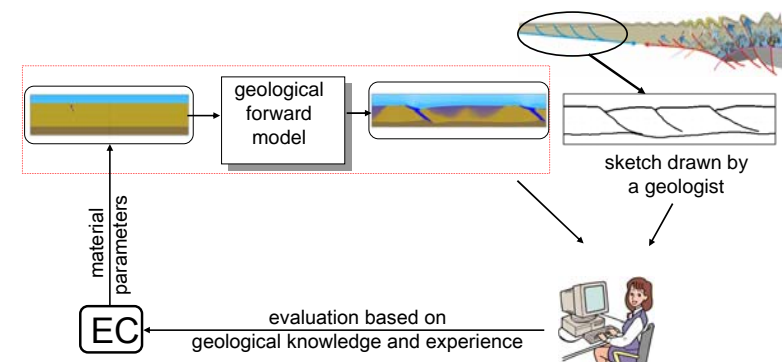 geological
forward
model
sketch drawn by
a geologist
material
parameters
EC
evaluation based on
geological knowledge and experience